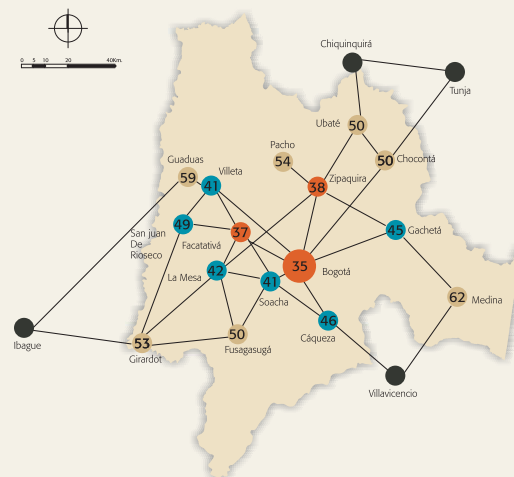 Chiquinquirá
0 5 10 20 40Km.
Tunja
Ubaté
50
Pacho
50
Chocontá
54
Guaduas
Villeta
59
41
38
Zipaquira
49
San juan
De
Rioseco
37
45
Gachetá
Facatativá
35
Bogotá
42
La Mesa
41
Soacha
62
Medina
46
Cáqueza
50
Fusagasugá
53
Girardot
Ibague
Villavicencio